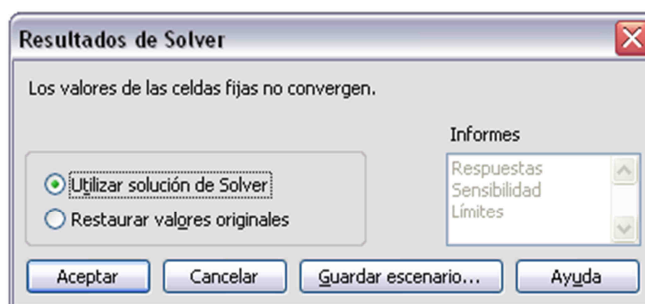 Resultados de Solver
Los valores de las celdas fijas no convergen.
Informes
Utilizar solución de Solver
Restaurar valores originales
Respuestas
Sensibilidad
Límites
Aceptar
Cancelar
Guardar escenario...
Ayuda